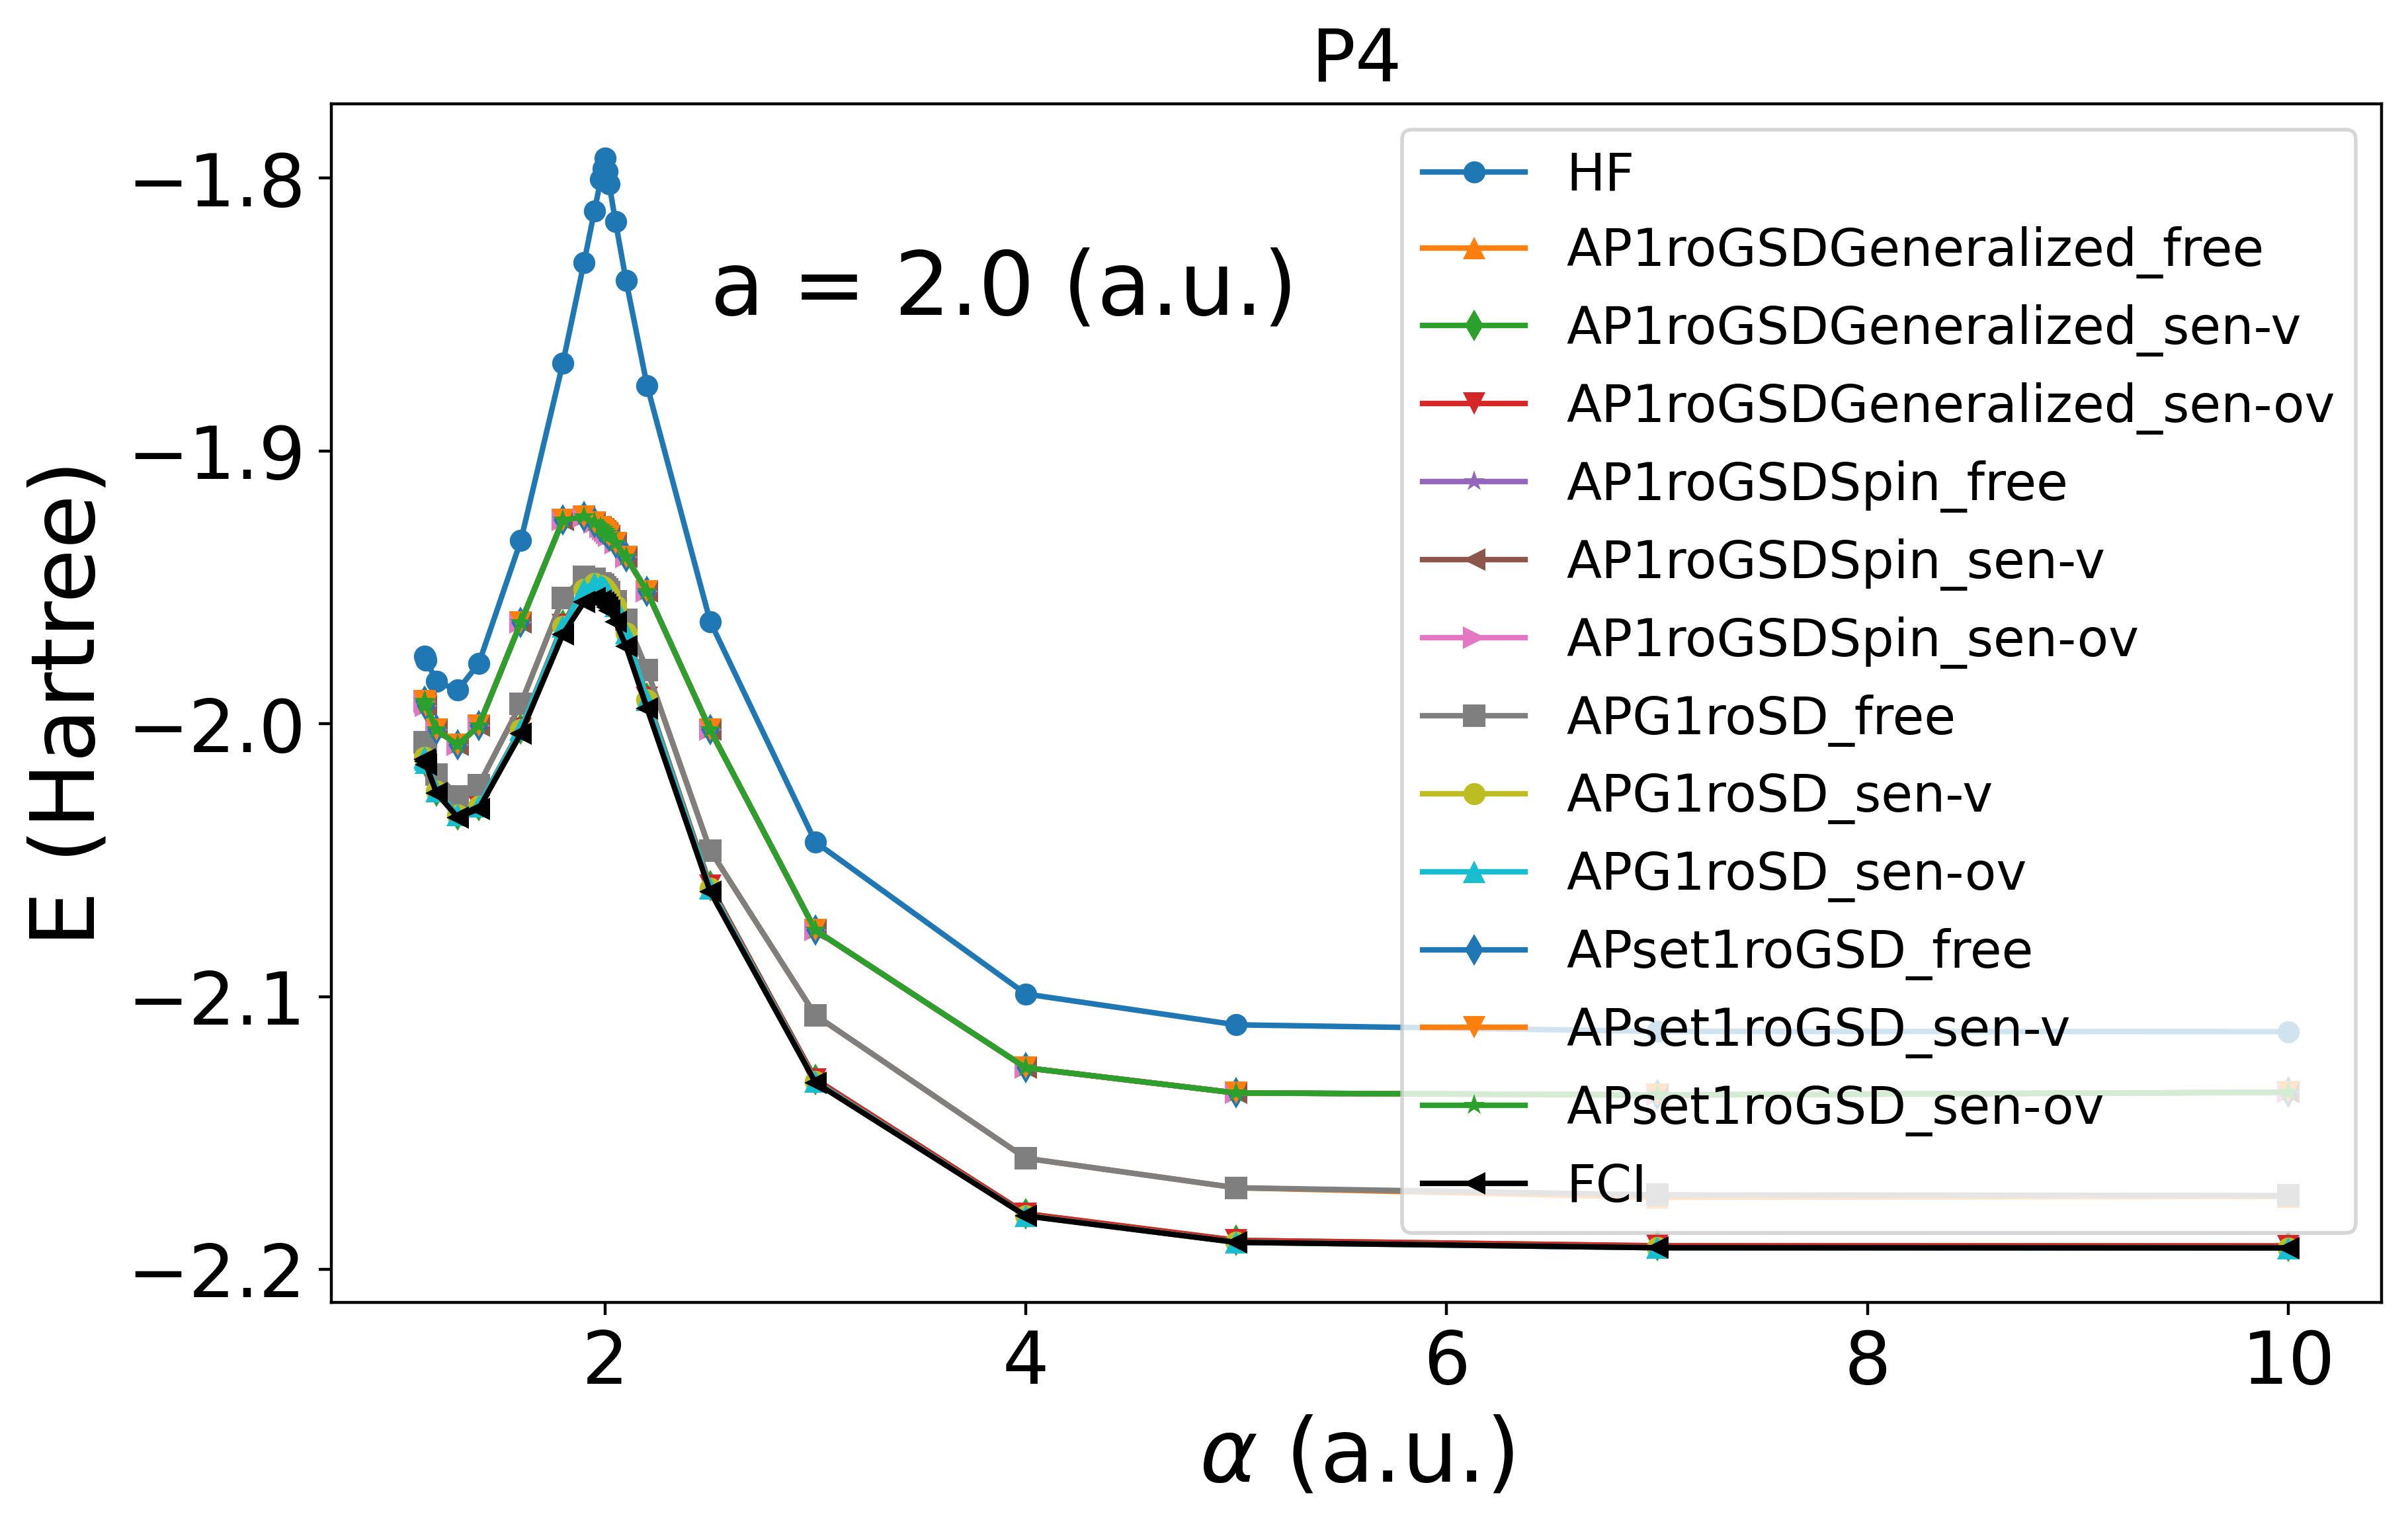 P4
a = 2.0 (a.u.)
E (Hartree)
−1.8
−1.9
−2.0
−2.1
−2.2
2 4 6 8 10
α (a.u.)
HF
AP1roGSDGeneralized_free
AP1roGSDGeneralized_sen-v
AP1roGSDGeneralized_sen-ov
AP1roGSDSpin_free
AP1roGSDSpin_sen-v
AP1roGSDSpin_sen-ov
APG1roSD_free
APG1roSD_sen-v
APG1roSD_sen-ov
APset1roGSD_free
APset1roGSD_sen-v
APset1roGSD_sen-ov
FCI